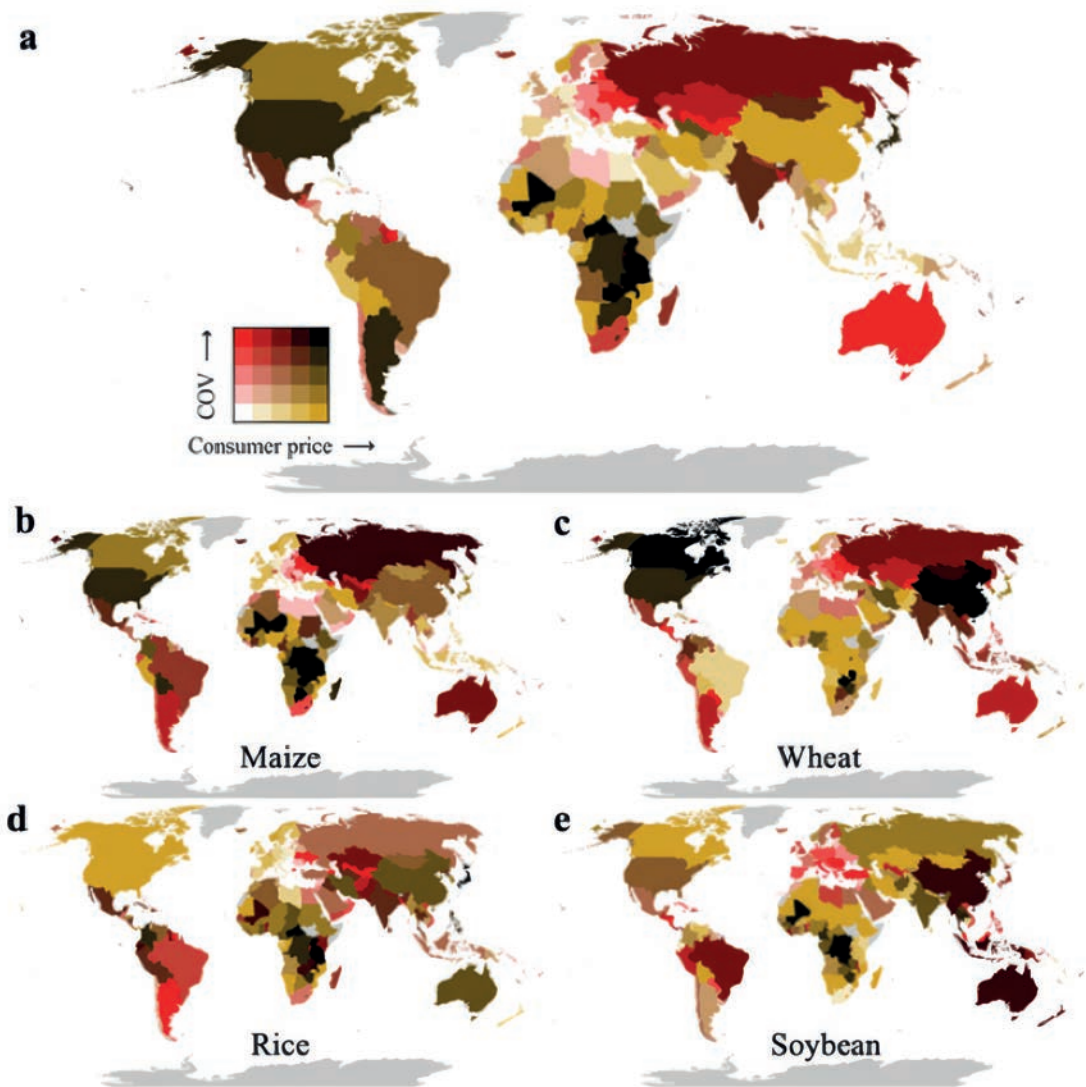 a
COV →
Consumer price →
b
Maize
c
Wheat
d
Rice
e
Soybean